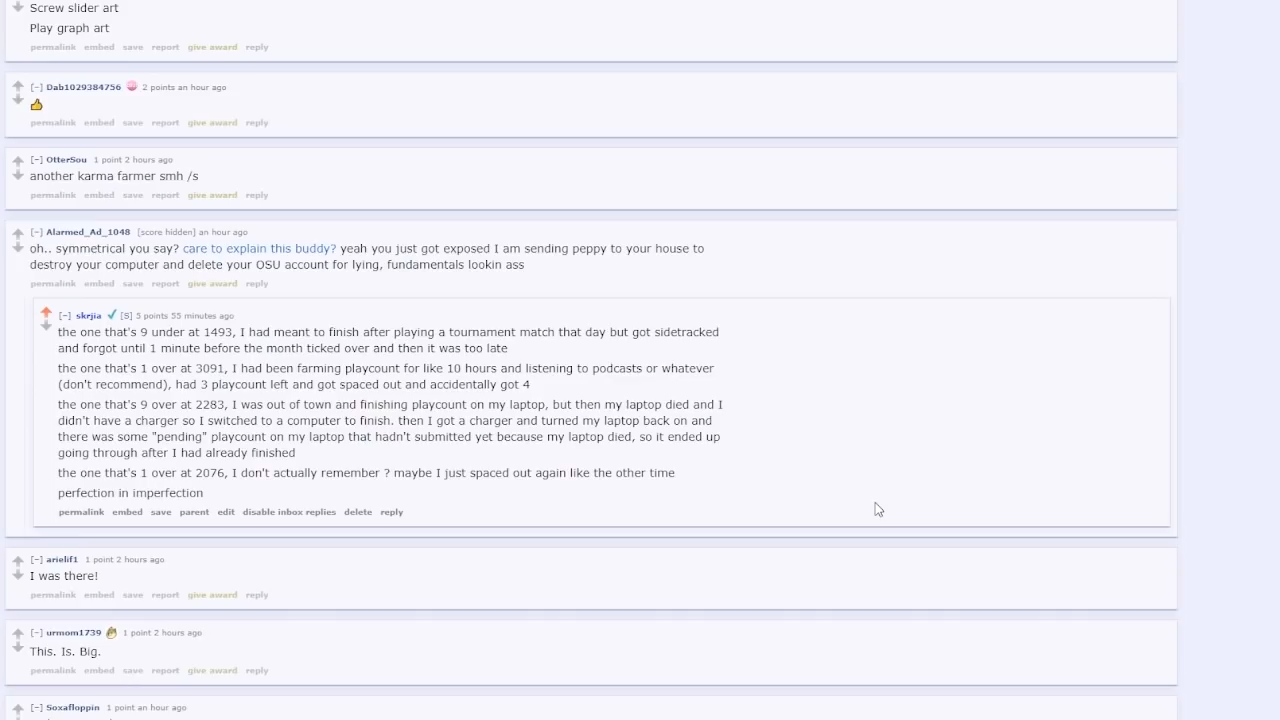 Screw slider art
Play graph art
permalink embed save report give award reply
[–] Dab1029384756 2 points an hour ago
👍
permalink embed save report give award reply
[–] OtterSou 1 point 2 hours ago
another karma farmer smh /s
permalink embed save report give award reply
[–] Alarmed_Ad_1048 [score hidden] an hour ago
oh.. symmetrical you say? care to explain this buddy? yeah you just got exposed I am sending peppy to your house to
destroy your computer and delete your OSU account for lying, fundamentals lookin ass
permalink embed save report give award reply
[–] skrjia ✓ [S] 5 points 55 minutes ago
the one that's 9 under at 1493, I had meant to finish after playing a tournament match that day but got sidetracked
and forgot until 1 minute before the month ticked over and then it was too late
the one that's 1 over at 3091, I had been farming playcount for like 10 hours and listening to podcasts or whatever
(don't recommend), had 3 playcount left and got spaced out and accidentally got 4
the one that's 9 over at 2283, I was out of town and finishing playcount on my laptop, but then my laptop died and I
didn't have a charger so I switched to a computer to finish. then I got a charger and turned my laptop back on and
there was some "pending" playcount on my laptop that hadn't submitted yet because my laptop died, so it ended up
going through after I had already finished
the one that's 1 over at 2076, I don't actually remember ? maybe I just spaced out again like the other time
perfection in imperfection
permalink embed save parent edit disable inbox replies delete reply
[–] arielif1 1 point 2 hours ago
I was there!
permalink embed save report give award reply
[–] urmom1739 1 point 2 hours ago
This. Is. Big.
permalink embed save report give award reply
[–] Soxafloppin 1 point an hour ago